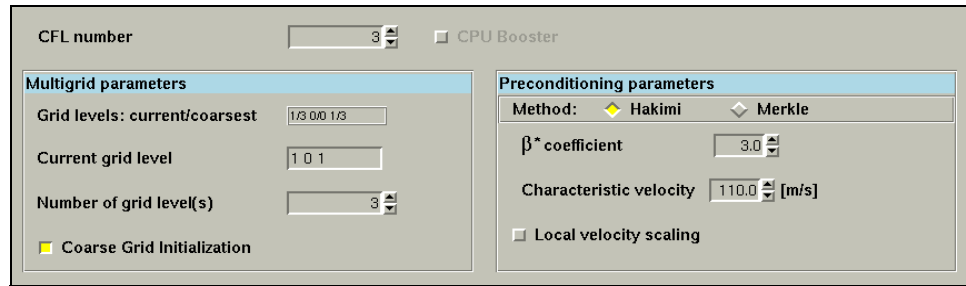 CFL number 3 CPU Booster
Multigrid parameters
Grid levels: current/coarsest 1/3 0/0 1/3
Current grid level 1 0 1
Number of grid level(s) 3
Coarse Grid Initialization
Preconditioning parameters
Method: Hakimi Merkle
β* coefficient 3.0
Characteristic velocity 110.0 [m/s]
Local velocity scaling